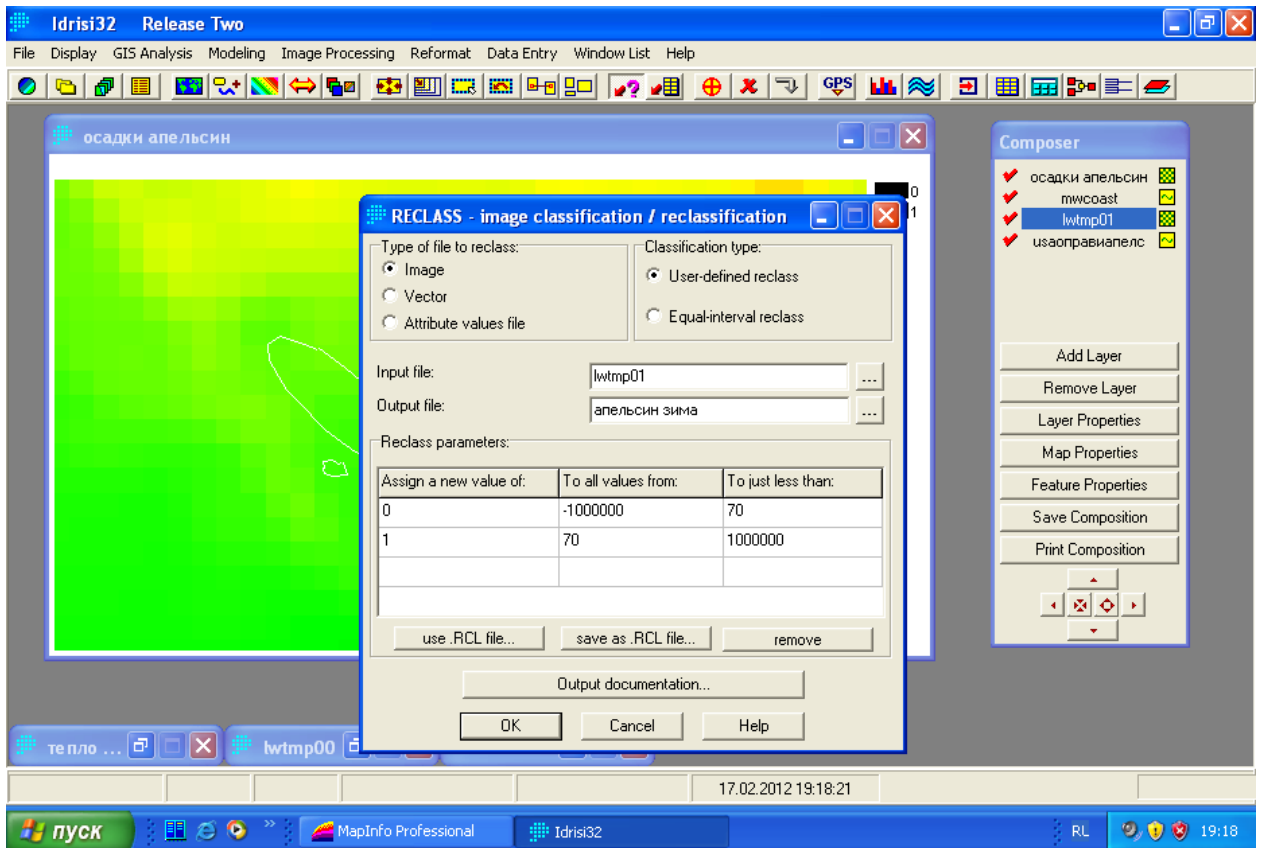 Idrisi32 Release Two
File Display GIS Analysis Modeling Image Processing Reformat Data Entry Window List Help
GPS
осадки апельсин
0
1
Composer
осадки апельсин
mwcoast
lwtmp01
usaоправиапелс
Add Layer
Remove Layer
Layer Properties
Map Properties
Feature Properties
Save Composition
Print Composition
RECLASS - image classification / reclassification
Type of file to reclass:
Image
Vector
Attribute values file
Classification type:
User-defined reclass
Equal-interval reclass
Input file:
lwtmp01
...
Output file:
апельсин зима
...
Reclass parameters:
Assign a new value of: To all values from: To just less than:
0 -1000000 70
1 70 1000000
use .RCL file... save as .RCL file... remove
Output documentation...
OK Cancel Help
тепло ...
lwtmp00
17.02.2012 19:18:21
пуск
»
MapInfo Professional
Idrisi32
RL
19:18